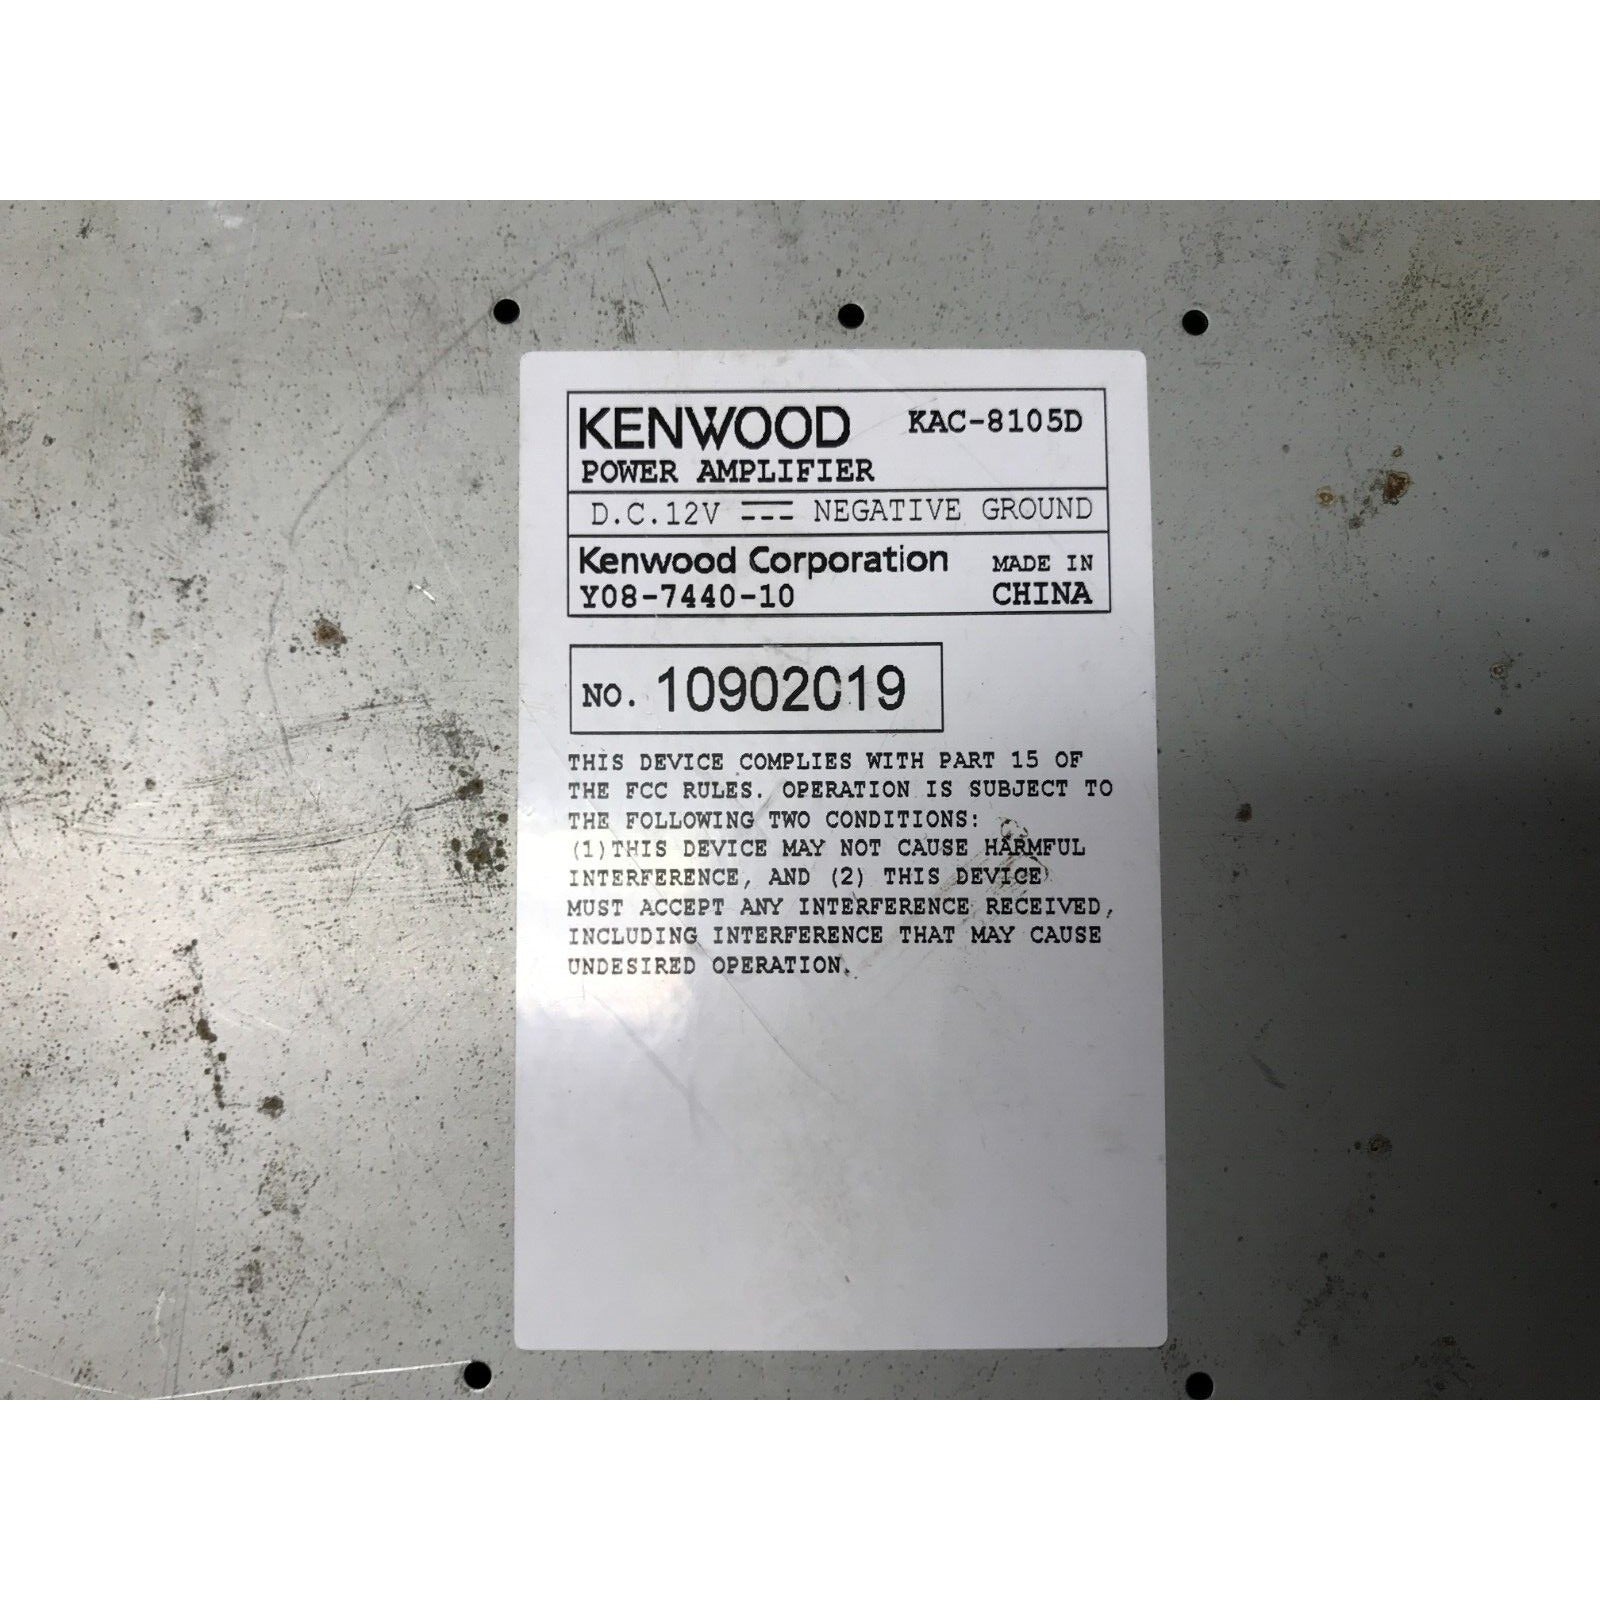 KENWOOD KAC-8105D
POWER AMPLIFIER
D.C.12V NEGATIVE GROUND
Kenwood Corporation MADE IN
Y08-7440-10 CHINA
NO. 10902019
THIS DEVICE COMPLIES WITH PART 15 OF
THE FCC RULES. OPERATION IS SUBJECT TO
THE FOLLOWING TWO CONDITIONS:
(1)THIS DEVICE MAY NOT CAUSE HARMFUL
INTERFERENCE, AND (2) THIS DEVICE
MUST ACCEPT ANY INTERFERENCE RECEIVED,
INCLUDING INTERFERENCE THAT MAY CAUSE
UNDESIRED OPERATION.